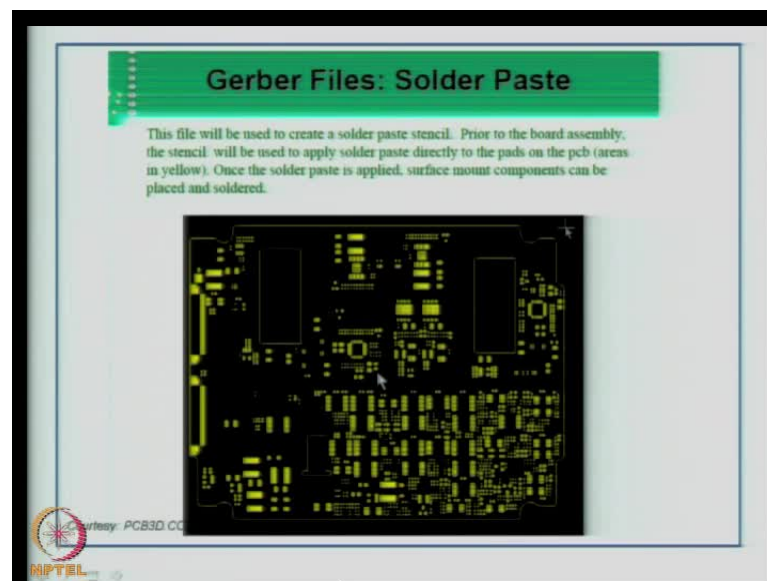 Gerber Files: Solder Paste
This file will be used to create a solder paste stencil. Prior to the board assembly,
the stencil will be used to apply solder paste directly to the pads on the pcb (areas
in yellow). Once the solder paste is applied, surface mount components can be
placed and soldered.
Courtesy: PCB3D.CO
NPTEL